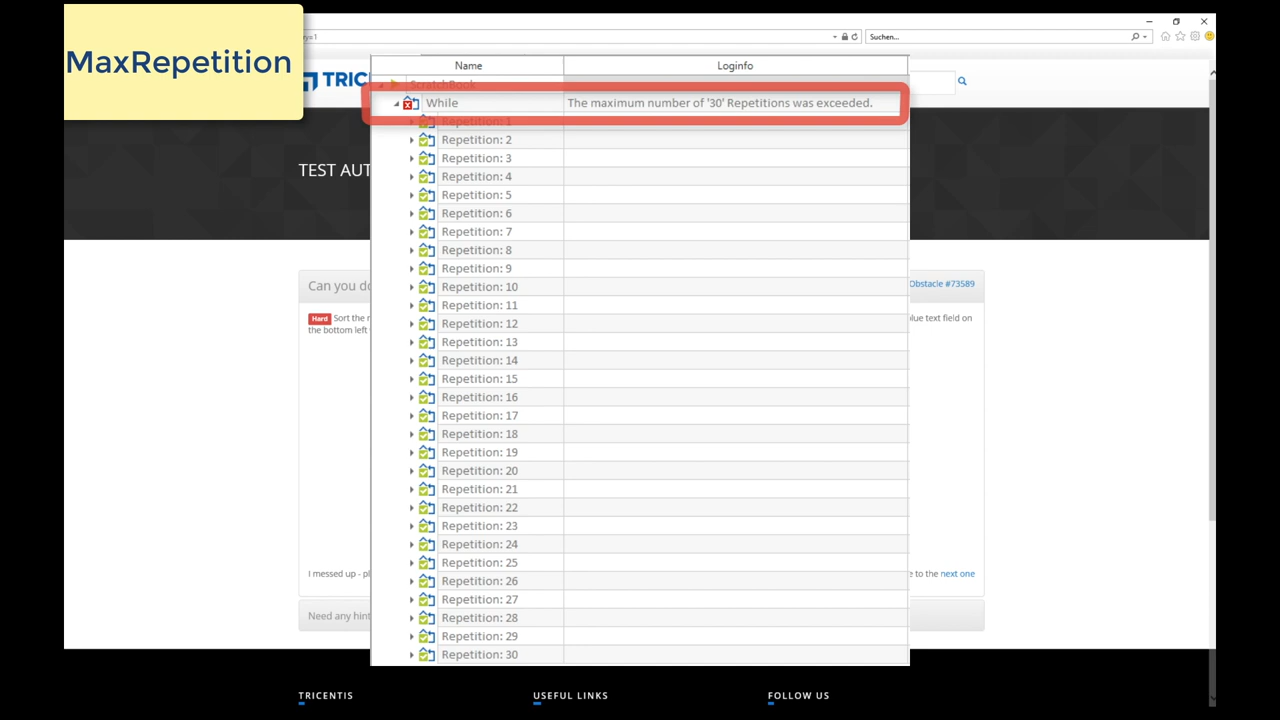 MaxRepetition
Suchen...
Name
Loginfo
TRIC
ScratchBook
While
The maximum number of '30' Repetitions was exceeded.
Repetition: 1
Repetition: 2
Repetition: 3
TEST AUT
Repetition: 4
Repetition: 5
Repetition: 6
Repetition: 7
Repetition: 8
Repetition: 9
Can you do
Obstacle #73589
Repetition: 10
Repetition: 11
Hard Sort the r
lue text field on
the bottom left
Repetition: 12
Repetition: 13
Repetition: 14
Repetition: 15
Repetition: 16
Repetition: 17
Repetition: 18
Repetition: 19
Repetition: 20
Repetition: 21
Repetition: 22
Repetition: 23
Repetition: 24
Repetition: 25
I messed up - pl
e to the next one
Repetition: 26
Repetition: 27
Need any hint
Repetition: 28
Repetition: 29
Repetition: 30
TRICENTIS
USEFUL LINKS
FOLLOW US